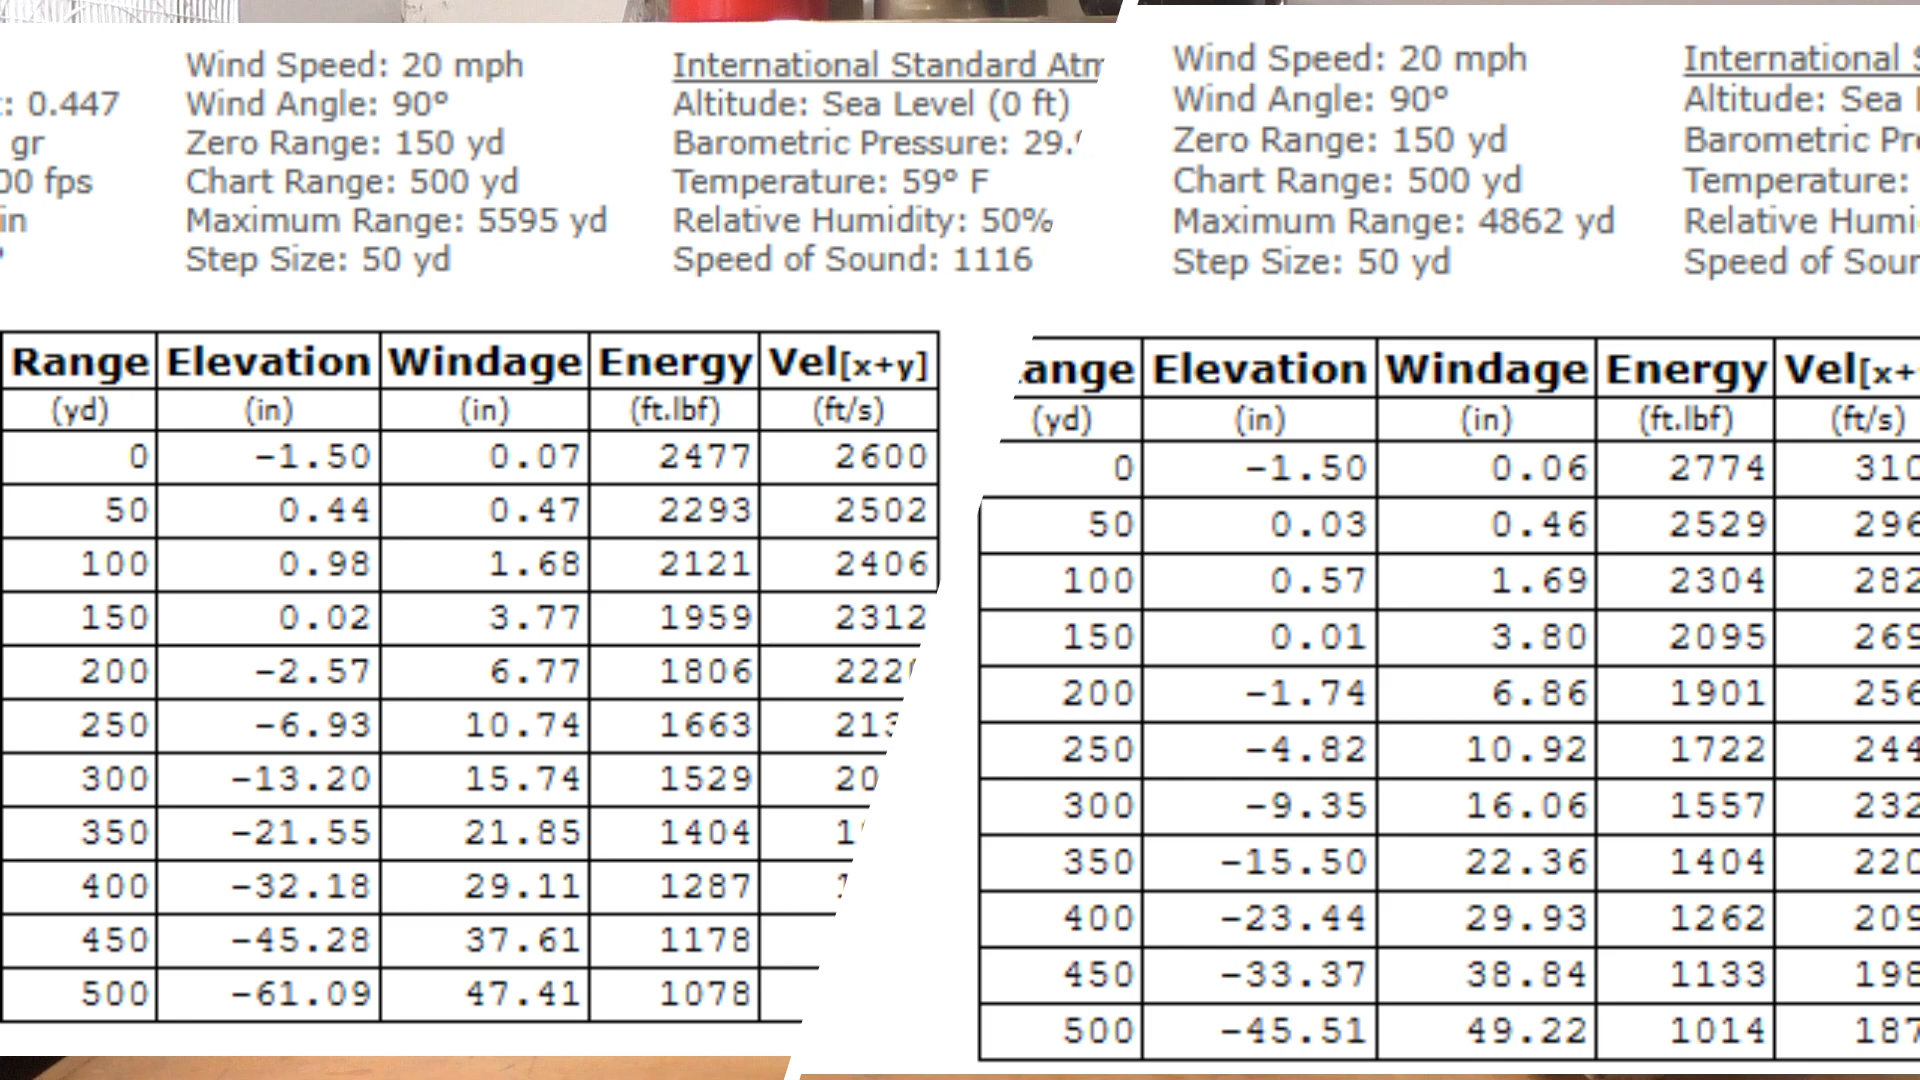 Wind Speed: 20 mph
: 0.447 Wind Angle: 90°
gr Zero Range: 150 yd
00 fps Chart Range: 500 yd
in Maximum Range: 5595 yd
Step Size: 50 yd
International Standard
Altitude: Sea Level (0 ft)
Barometric Pressure: 29.
Temperature: 59° F
Relative Humidity: 50%
Speed of Sound: 1116
Range Elevation Windage Energy Vel[x+y]
(yd) (in) (in) (ft.lbf) (ft/s)
0 -1.50 0.07 2477 2600
50 0.44 0.47 2293 2502
100 0.98 1.68 2121 2406
150 0.02 3.77 1959 2312
200 -2.57 6.77 1806
250 -6.93 10.74 1663
300 -13.20 15.74 1529
350 -21.55 21.85 1404
400 -32.18 29.11 1287
450 -45.28 37.61 1178
500 -61.09 47.41 1078
Wind Speed: 20 mph
Wind Angle: 90°
Zero Range: 150 yd
Chart Range: 500 yd
Maximum Range: 4862 yd
Step Size: 50 yd
International
Altitude: Sea
Barometric
Temperature:
Relative
Speed of
ange Elevation Windage Energy Vel[x+
(yd) (in) (in) (ft.lbf) (ft/s)
0 -1.50 0.06 2774 310
50 0.03 0.46 2529 296
100 0.57 1.69 2304 282
150 0.01 3.80 2095 269
200 -1.74 6.86 1901 256
250 -4.82 10.92 1722 244
300 -9.35 16.06 1557 232
350 -15.50 22.36 1404 220
400 -23.44 29.93 1262 209
450 -33.37 38.84 1133 198
500 -45.51 49.22 1014 187